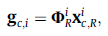 𝐠_{c,i} = 𝚽_R^i 𝐱_{c,R}^i,